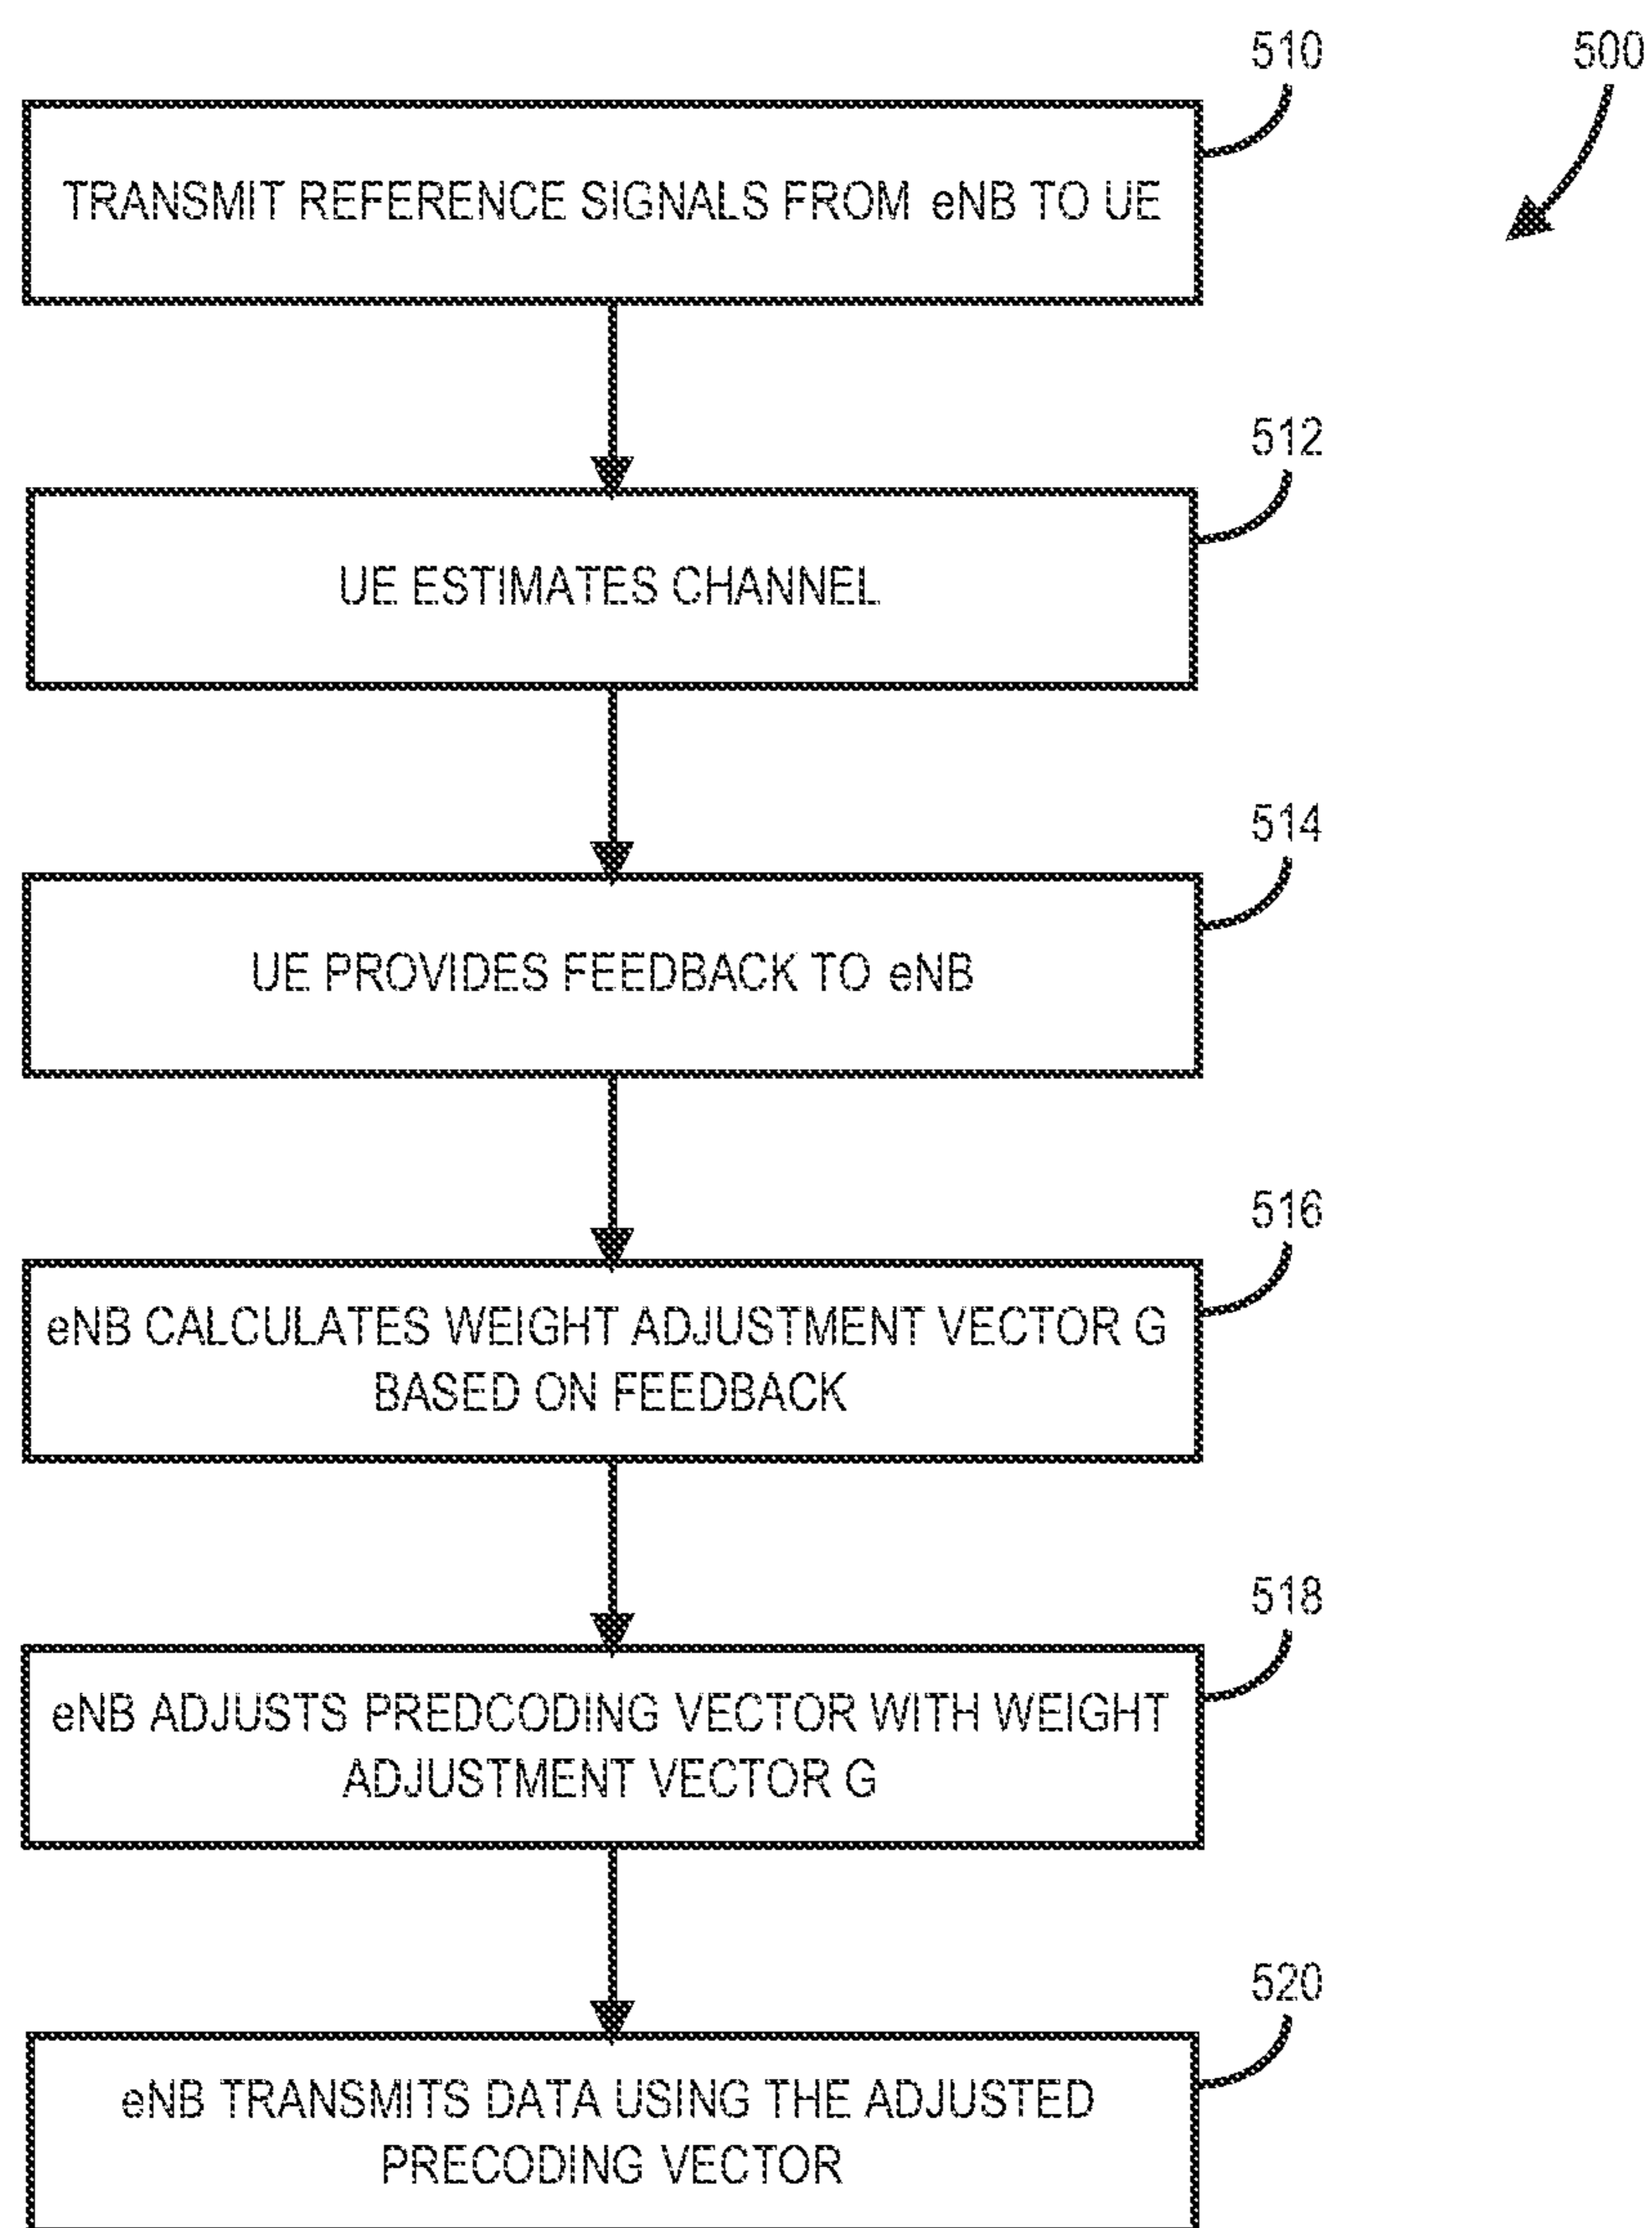 510
500
TRANSMIT REFERENCE SIGNALS FROM eNB TO UE
512
UE ESTIMATES CHANNEL
514
UE PROVIDES FEEDBACK TO eNB
516
eNB CALCULATES WEIGHT ADJUSTMENT VECTOR G
BASED ON FEEDBACK
518
eNB ADJUSTS PREDCODING VECTOR WITH WEIGHT
ADJUSTMENT VECTOR G
520
eNB TRANSMITS DATA USING THE ADJUSTED
PRECODING VECTOR